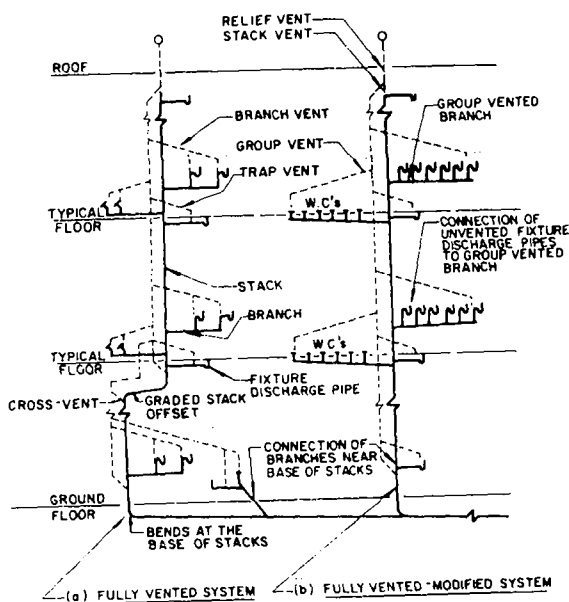 RELIEF VENT
STACK VENT
ROOF
BRANCH VENT
GROUP VENTED
BRANCH
GROUP VENT
TRAP VENT
W.C's
TYPICAL
FLOOR
CONNECTION OF
UNVENTED FIXTURE
DISCHARGE PIPES
TO GROUP VENTED
BRANCH
STACK
BRANCH
W.C's
TYPICAL
FLOOR
FIXTURE
DISCHARGE PIPE
CROSS-VENT
GRADED STACK
OFFSET
CONNECTION OF
BRANCHES NEAR
BASE OF STACKS
GROUND
FLOOR
BENDS AT THE
BASE OF STACKS
(a) FULLY VENTED SYSTEM
(b) FULLY VENTED-MODIFIED SYSTEM